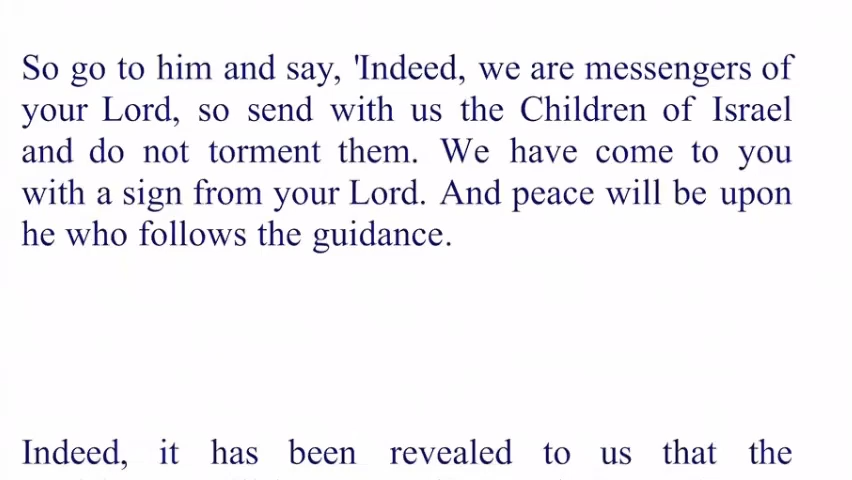 So go to him and say, 'Indeed, we are messengers of
your Lord, so send with us the Children of Israel
and do not torment them. We have come to you
with a sign from your Lord. And peace will be upon
he who follows the guidance.
Indeed, it has been revealed to us that the